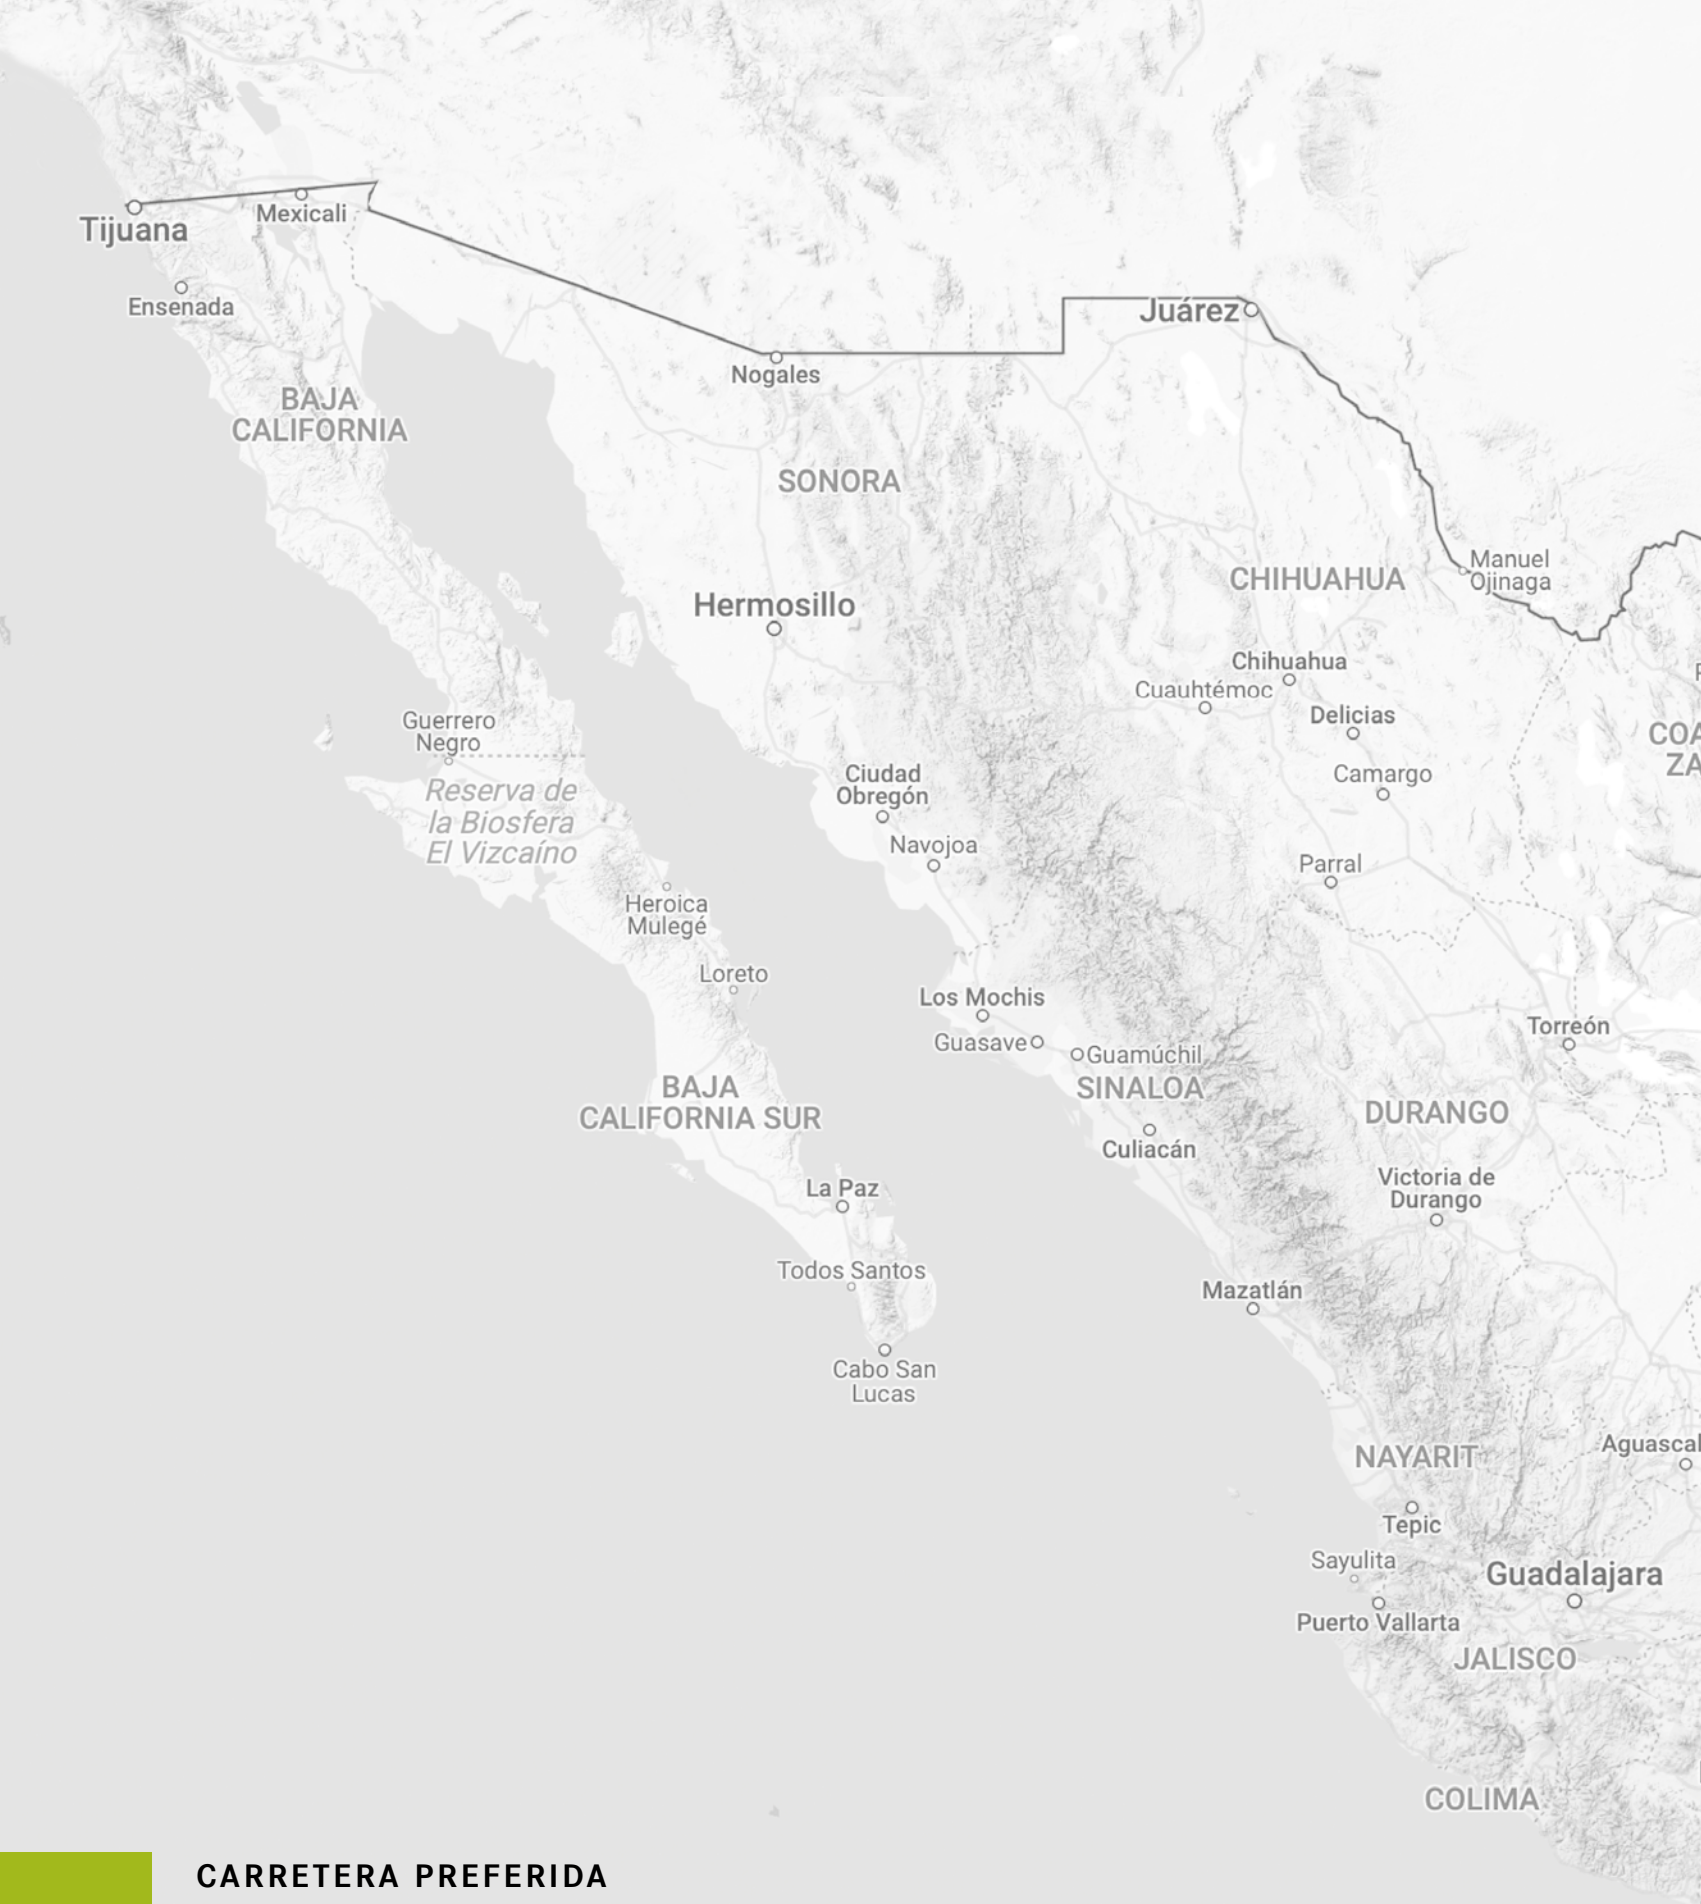 Tijuana
Mexicali
Ensenada
Nogales
Juárez
BAJA
CALIFORNIA
SONORA
Manuel
Ojinaga
CHIHUAHUA
Hermosillo
Chihuahua
Cuauhtémoc
Delicias
Guerrero
Negro
COA
ZA
Ciudad
Obregón
Camargo
Reserva de
la Biosfera
El Vizcaíno
Navojoa
Parral
Heroica
Mulegé
Loreto
Los Mochis
Guasave
Guamúchil
Torreón
BAJA
CALIFORNIA SUR
SINALOA
DURANGO
Culiacán
La Paz
Victoria de
Durango
Todos Santos
Mazatlán
Cabo San
Lucas
NAYARIT
Aguascal
Tepic
Sayulita
Guadalajara
Puerto Vallarta
JALISCO
COLIMA
CARRETERA PREFERIDA